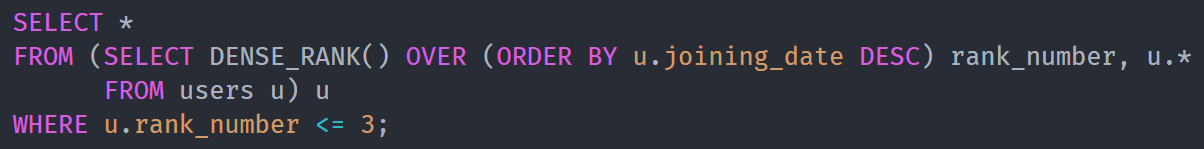 SELECT *
FROM (SELECT DENSE_RANK() OVER (ORDER BY u.joining_date DESC) rank_number, u.*
      FROM users u) u
WHERE u.rank_number <= 3;